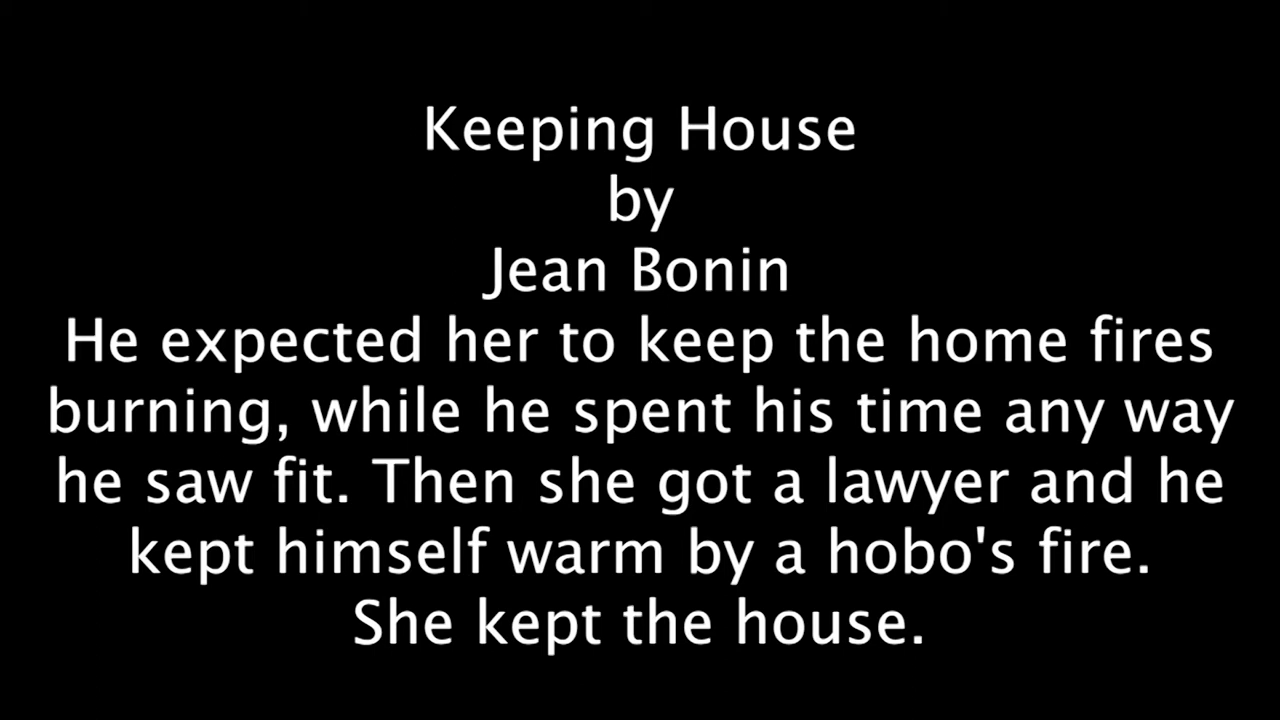 Keeping House
by
Jean Bonin
He expected her to keep the home fires
burning, while he spent his time any way
he saw fit. Then she got a lawyer and he
kept himself warm by a hobo's fire.
She kept the house.